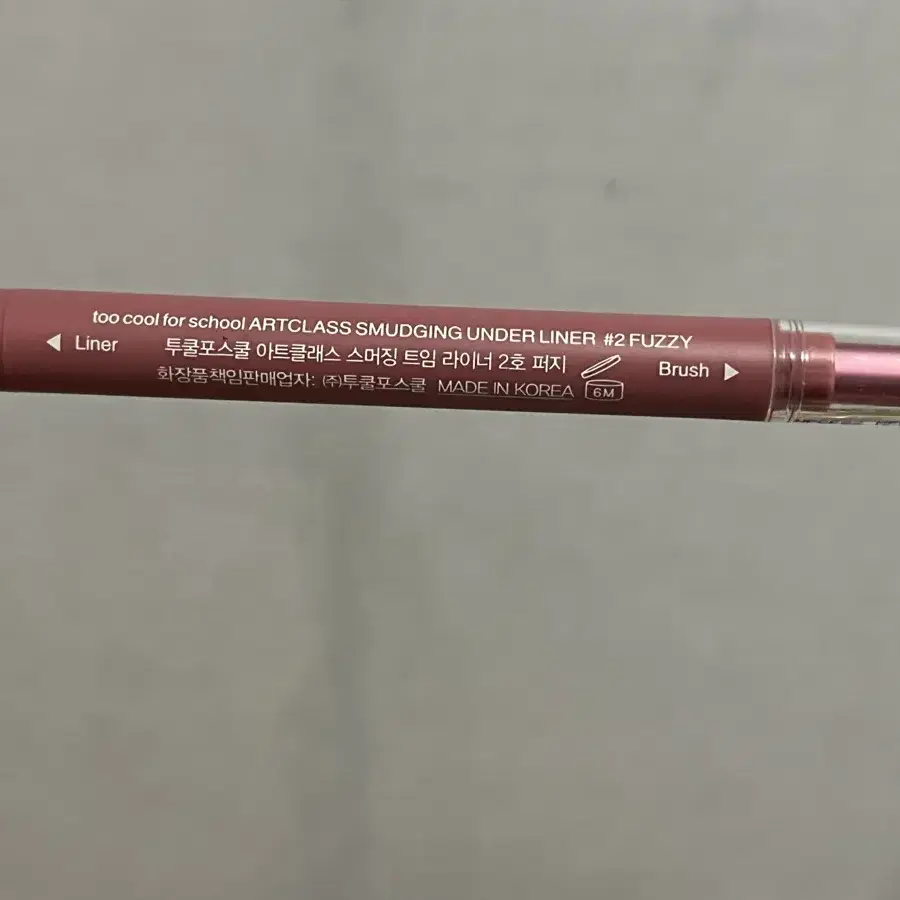 too cool for school ARTCLASS SMUDGING UNDER LINER #2 FUZZY
◀ Liner
투쿨포스쿨 아트클래스 스머징 트임 라이너 2호 퍼지
Brush ▶
화장품책임판매업자: ㈜투쿨포스쿨 MADE IN KOREA 6M